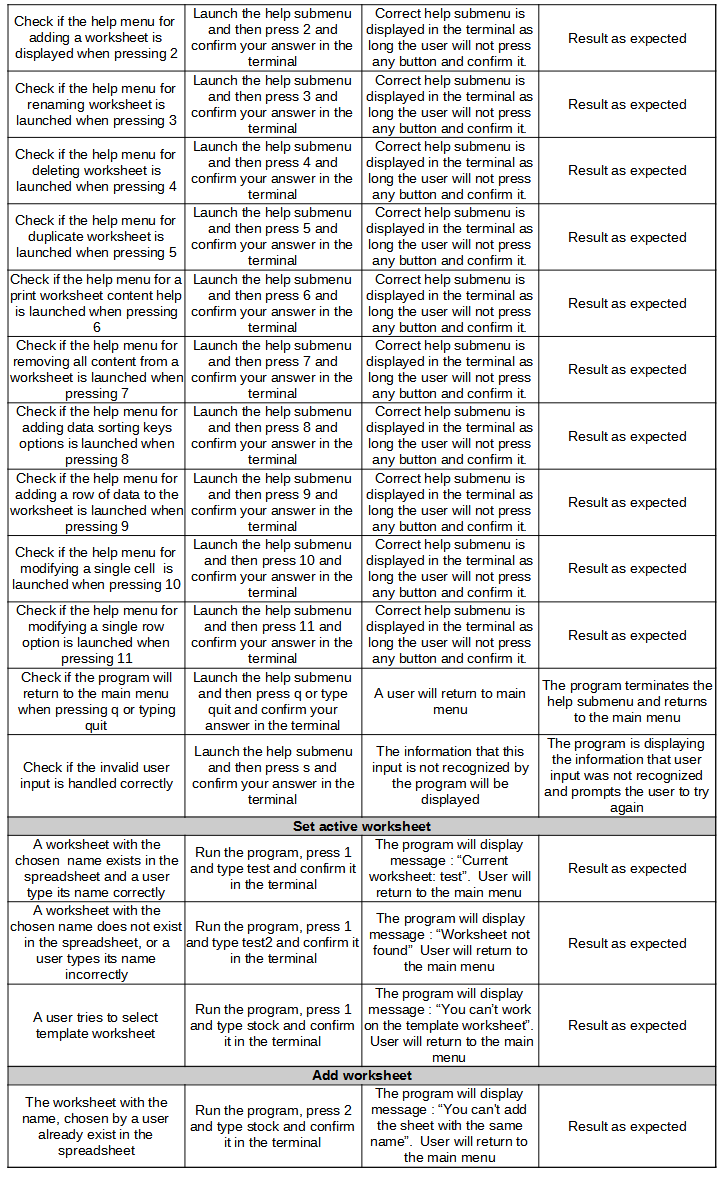 Check if the help menu for
adding a worksheet is
displayed when pressing 2
Launch the help submenu
and then press 2 and
confirm your answer in the
terminal
Correct help submenu is
displayed in the terminal as
long the user will not press
any button and confirm it.
Result as expected
Check if the help menu for
renaming worksheet is
launched when pressing 3
Launch the help submenu
and then press 3 and
confirm your answer in the
terminal
Correct help submenu is
displayed in the terminal as
long the user will not press
any button and confirm it.
Result as expected
Check if the help menu for
deleting worksheet is
launched when pressing 4
Launch the help submenu
and then press 4 and
confirm your answer in the
terminal
Correct help submenu is
displayed in the terminal as
long the user will not press
any button and confirm it.
Result as expected
Check if the help menu for
duplicate worksheet is
launched when pressing 5
Launch the help submenu
and then press 5 and
confirm your answer in the
terminal
Correct help submenu is
displayed in the terminal as
long the user will not press
any button and confirm it.
Result as expected
Check if the help menu for a
print worksheet content help
is launched when pressing
6
Launch the help submenu
and then press 6 and
confirm your answer in the
terminal
Correct help submenu is
displayed in the terminal as
long the user will not press
any button and confirm it.
Result as expected
Check if the help menu for
removing all content from a
worksheet is launched when
pressing 7
Launch the help submenu
and then press 7 and
confirm your answer in the
terminal
Correct help submenu is
displayed in the terminal as
long the user will not press
any button and confirm it.
Result as expected
Check if the help menu for
adding data sorting keys
options is launched when
pressing 8
Launch the help submenu
and then press 8 and
confirm your answer in the
terminal
Correct help submenu is
displayed in the terminal as
long the user will not press
any button and confirm it.
Result as expected
Check if the help menu for
adding a row of data to the
worksheet is launched when
pressing 9
Launch the help submenu
and then press 9 and
confirm your answer in the
terminal
Correct help submenu is
displayed in the terminal as
long the user will not press
any button and confirm it.
Result as expected
Check if the help menu for
modifying a single cell is
launched when pressing 10
Launch the help submenu
and then press 10 and
confirm your answer in the
terminal
Correct help submenu is
displayed in the terminal as
long the user will not press
any button and confirm it.
Result as expected
Check if the help menu for
modifying a single row
option is launched when
pressing 11
Launch the help submenu
and then press 11 and
confirm your answer in the
terminal
Correct help submenu is
displayed in the terminal as
long the user will not press
any button and confirm it.
Result as expected
Check if the program will
return to the main menu
when pressing q or typing
quit
Launch the help submenu
and then press q or type
quit and confirm your
answer in the terminal
A user will return to main
menu
The program terminates the
help submenu and returns
to the main menu
Check if the invalid user
input is handled correctly
Launch the help submenu
and then press s and
confirm your answer in the
terminal
The information that this
input is not recognized by
the program will be
displayed
The program is displaying
the information that user
input was not recognized
and prompts the user to try
again
Set active worksheet
A worksheet with the
chosen name exists in the
spreadsheet and a user
type its name correctly
Run the program, press 1
and type test and confirm it
in the terminal
The program will display
message : “Current
worksheet: test”. User will
return to the main menu
Result as expected
A worksheet with the
chosen name does not exist
in the spreadsheet, or a
user types its name
incorrectly
Run the program, press 1
and type test2 and confirm it
in the terminal
The program will display
message : “Worksheet not
found” User will return to
the main menu
Result as expected
A user tries to select
template worksheet
Run the program, press 1
and type stock and confirm
it in the terminal
The program will display
message : “You can’t work
on the template worksheet”.
User will return to the main
menu
Result as expected
Add worksheet
The worksheet with the
name, chosen by a user
already exist in the
spreadsheet
Run the program, press 2
and type stock and confirm
it in the terminal
The program will display
message : “You can't add
the sheet with the same
name”. User will return to
the main menu
Result as expected